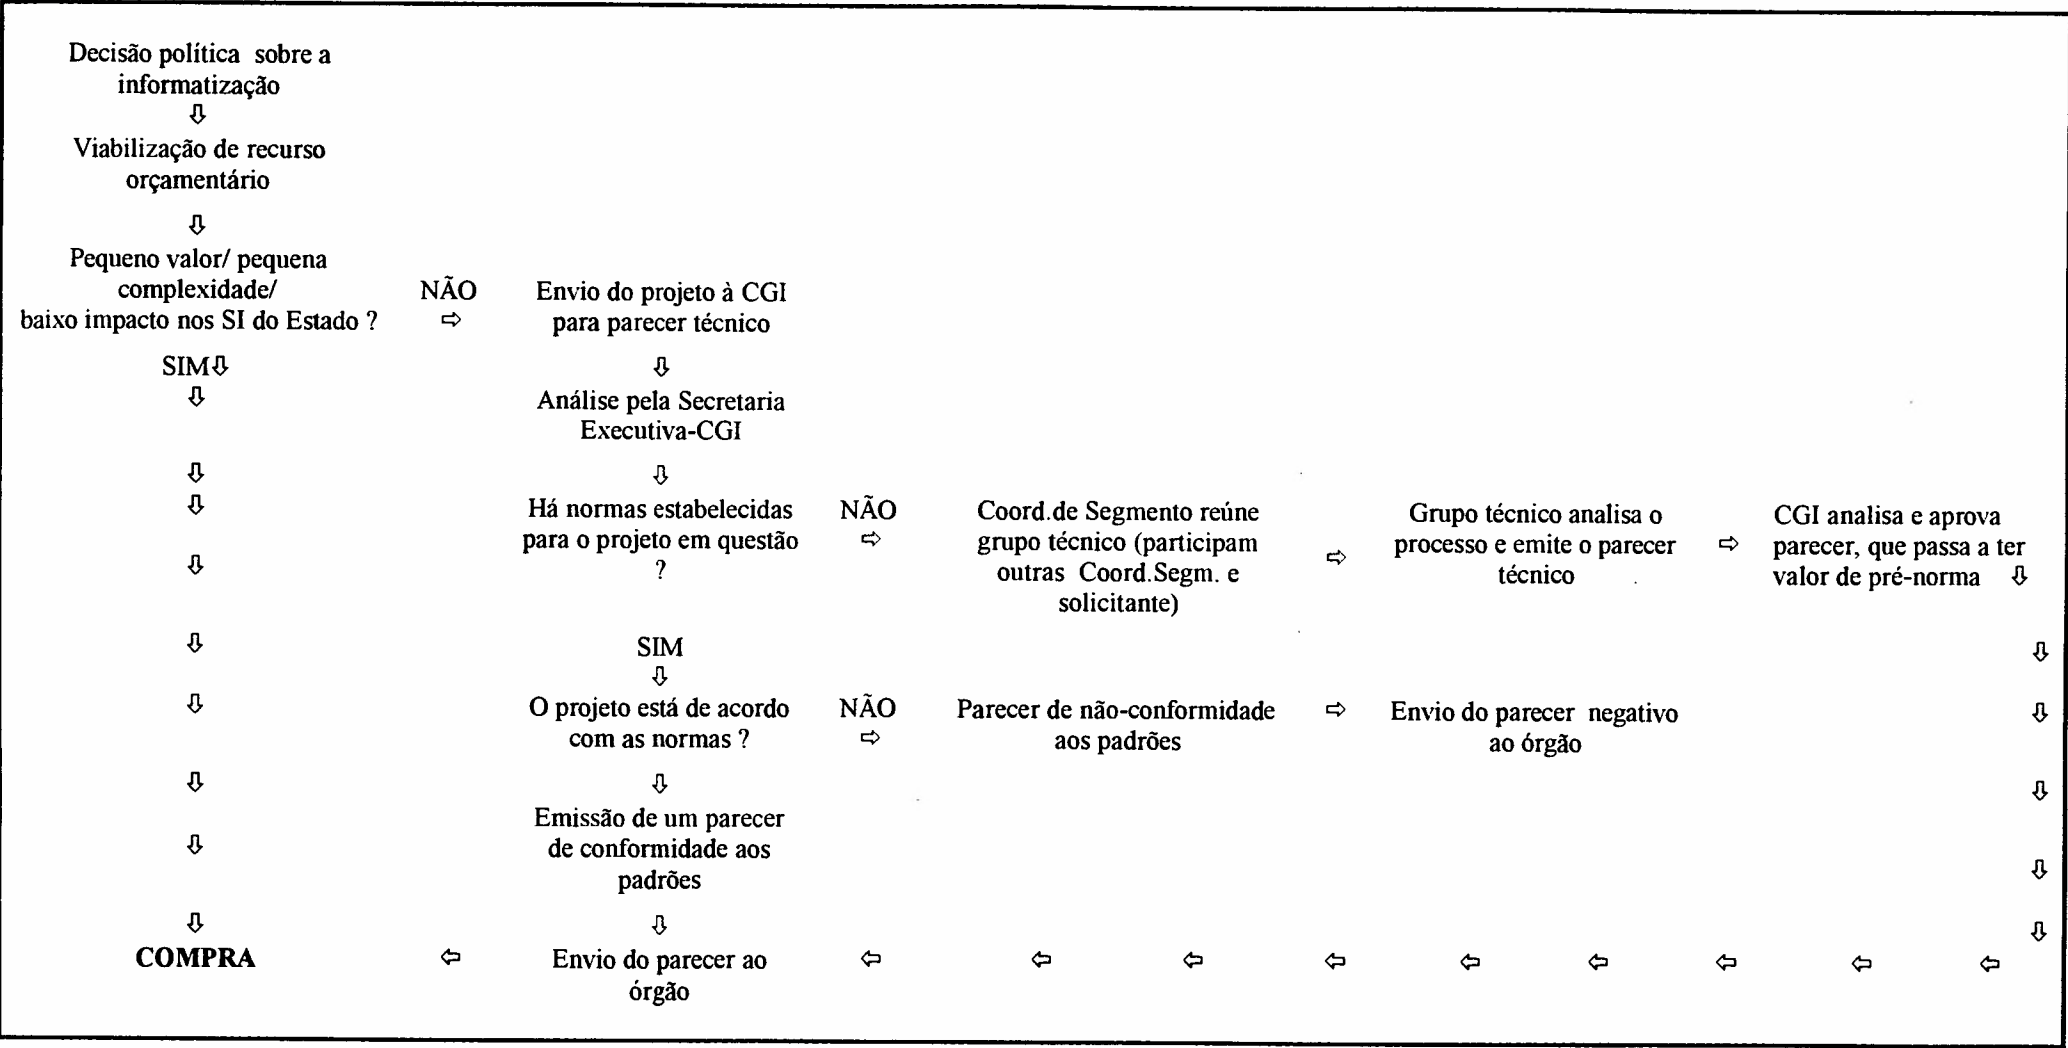 Decisão política sobre a
informatização
⇩
Viabilização de recurso
orçamentário
⇩
Pequeno valor/ pequena
complexidade/
baixo impacto nos SI do Estado ?
NÃO
⇨
Envio do projeto à CGI
para parecer técnico
SIM⇩
⇩
⇩
Análise pela Secretaria
Executiva-CGI
⇩
⇩
⇩
Há normas estabelecidas
para o projeto em questão
?
NÃO
⇨
Coord.de Segmento reúne
grupo técnico (participam
outras Coord.Segm. e
solicitante)
⇨
Grupo técnico analisa o
processo e emite o parecer
técnico
⇨
CGI analisa e aprova
parecer, que passa a ter
valor de pré-norma ⇩
⇩
⇩
SIM
⇩
⇩
⇩
O projeto está de acordo
com as normas ?
NÃO
⇨
Parecer de não-conformidade
aos padrões
⇨
Envio do parecer negativo
ao órgão
⇩
⇩
⇩
⇩
Emissão de um parecer
de conformidade aos
padrões
⇩
⇩
⇩
⇩
⇩
COMPRA
⇦
Envio do parecer ao
órgão
⇦ ⇦ ⇦ ⇦ ⇦ ⇦ ⇦ ⇦ ⇦